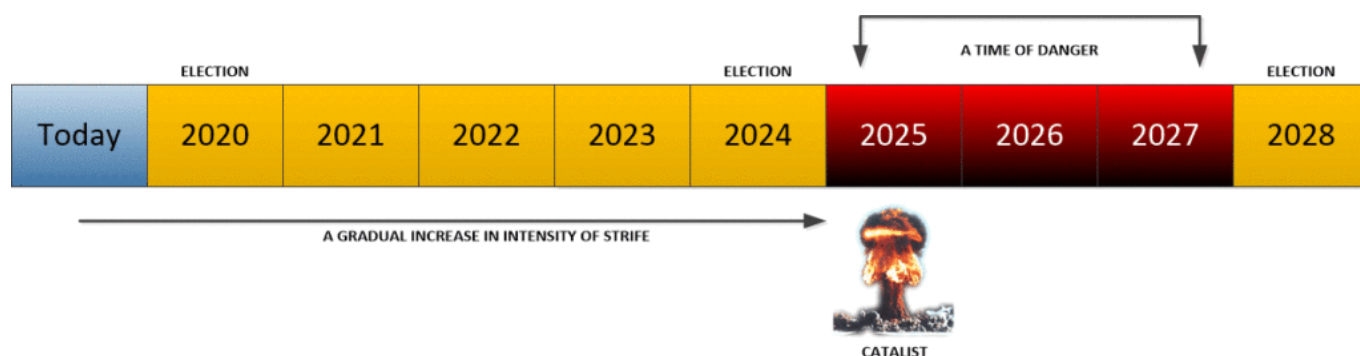 A TIME OF DANGER
ELECTION ELECTION ELECTION
Today 2020 2021 2022 2023 2024 2025 2026 2027 2028
A GRADUAL INCREASE IN INTENSITY OF STRIFE
CATALIST